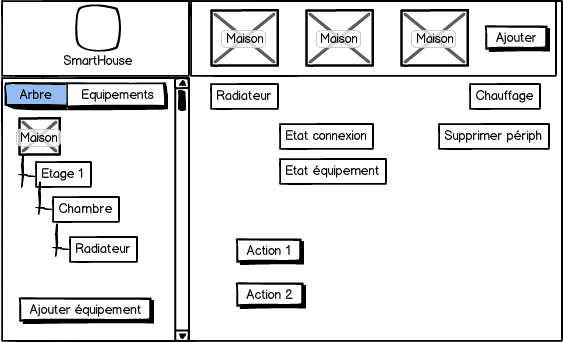 SmartHouse
Maison Maison Maison Ajouter
Arbre Equipements
Maison
Etage 1
Chambre
Radiateur
Ajouter équipement
Radiateur Chauffage
Etat connexion Supprimer périph
Etat équipement
Action 1
Action 2